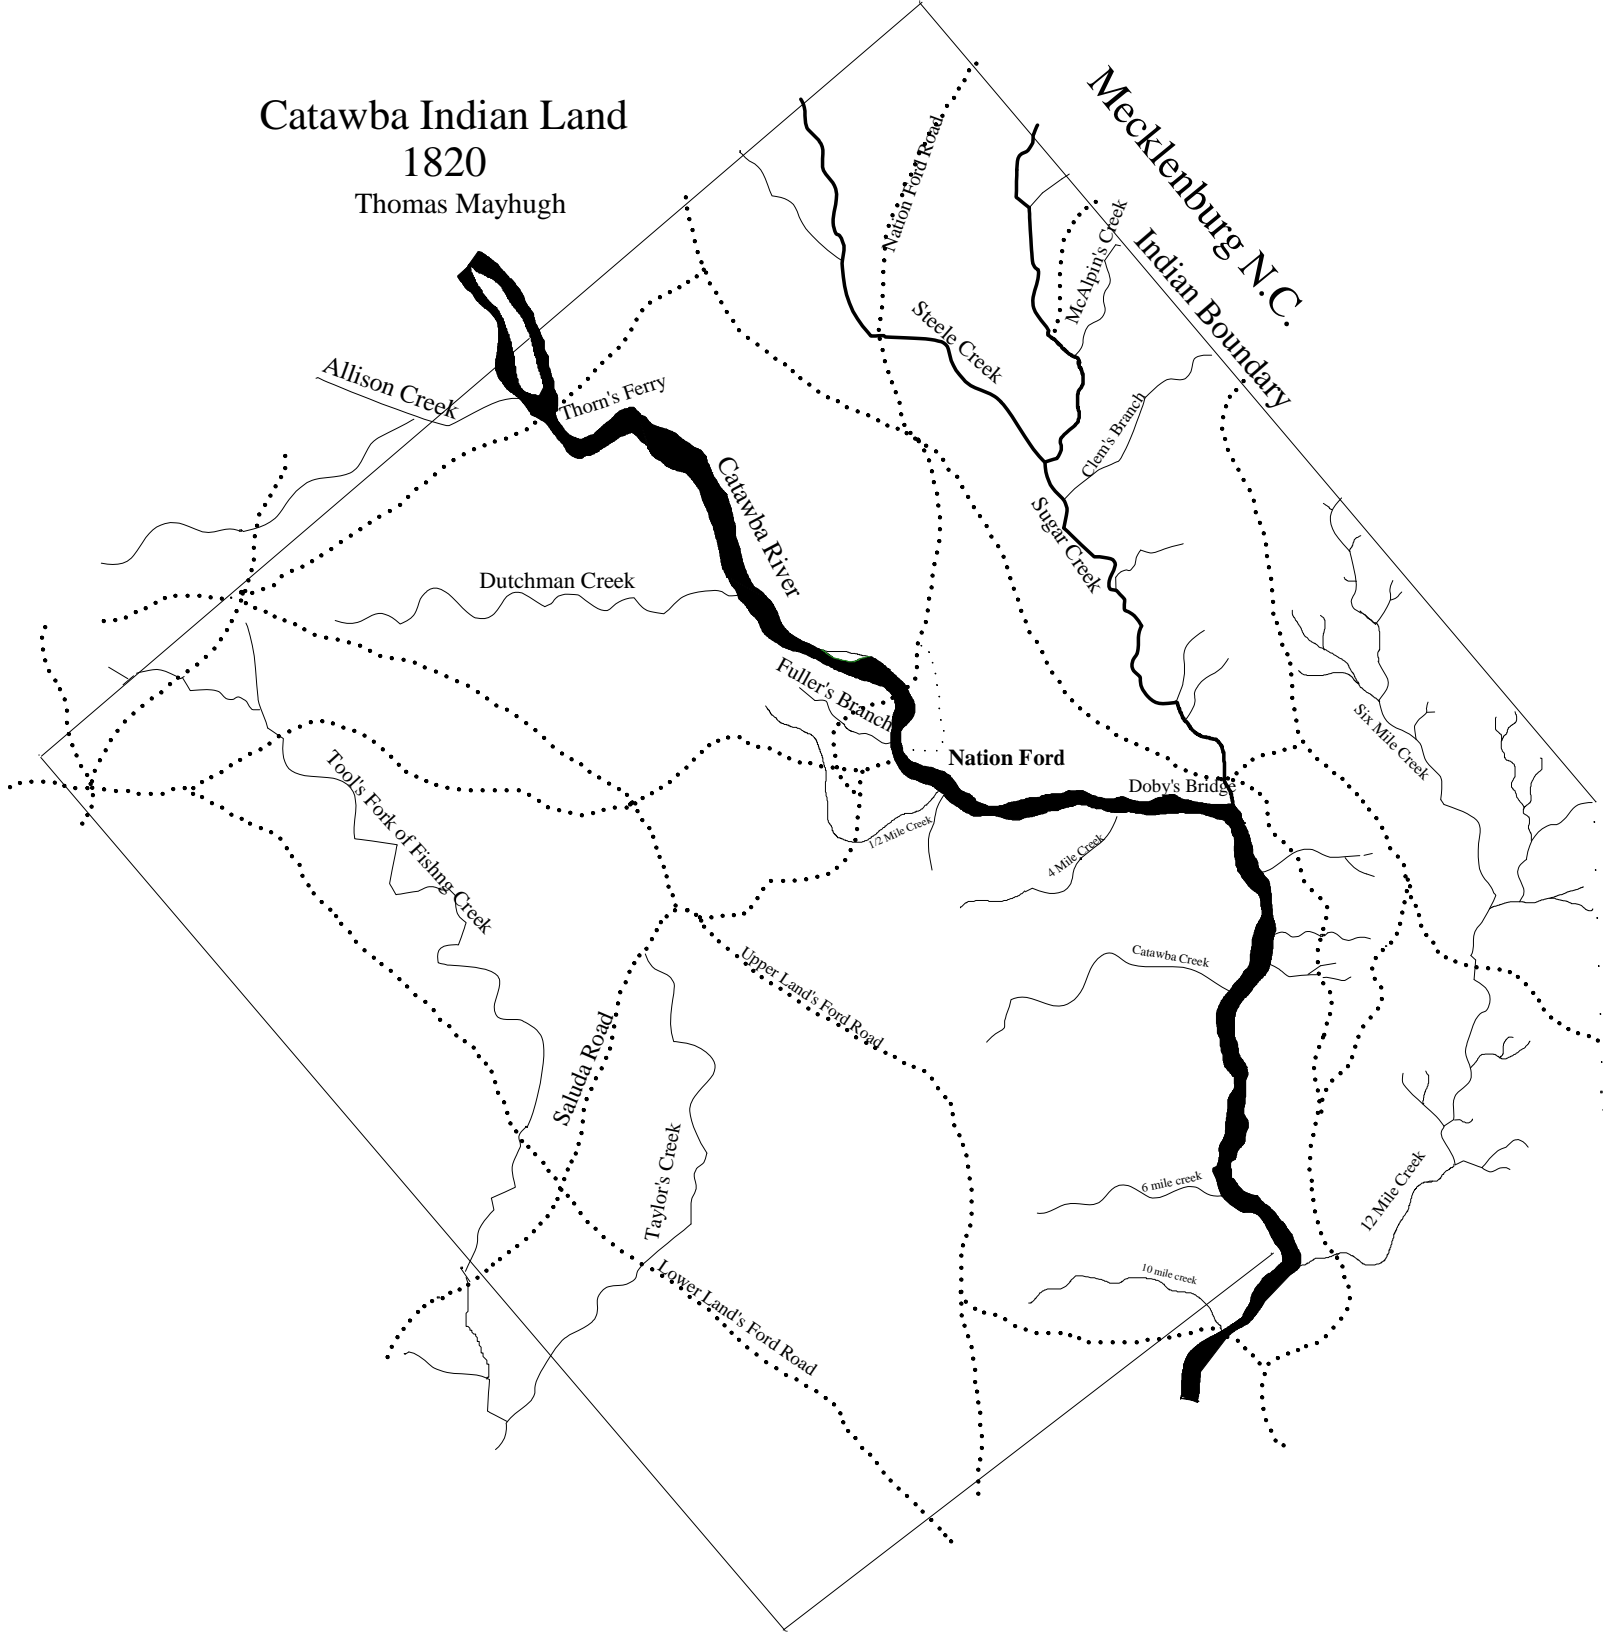 Catawba Indian Land
1820
Thomas Mayhugh
Mecklenburg N.C.
Indian Boundary
Nation Ford Road
McAlpin's Creek
Steele Creek
Allison Creek
Thorn's Ferry
Clem's Branch
Catawba River
Sugar Creek
Dutchman Creek
Fuller's Branch
Six Mile Creek
Nation Ford
Doby's Bridge
Tool's Fork of Fishng Creek
1/2 Mile Creek
4 Mile Creek
Upper Land's Ford Road
Catawba Creek
Saluda Road
Taylor's Creek
6 mile creek
12 Mile Creek
10 mile creek
Lower Land's Ford Road